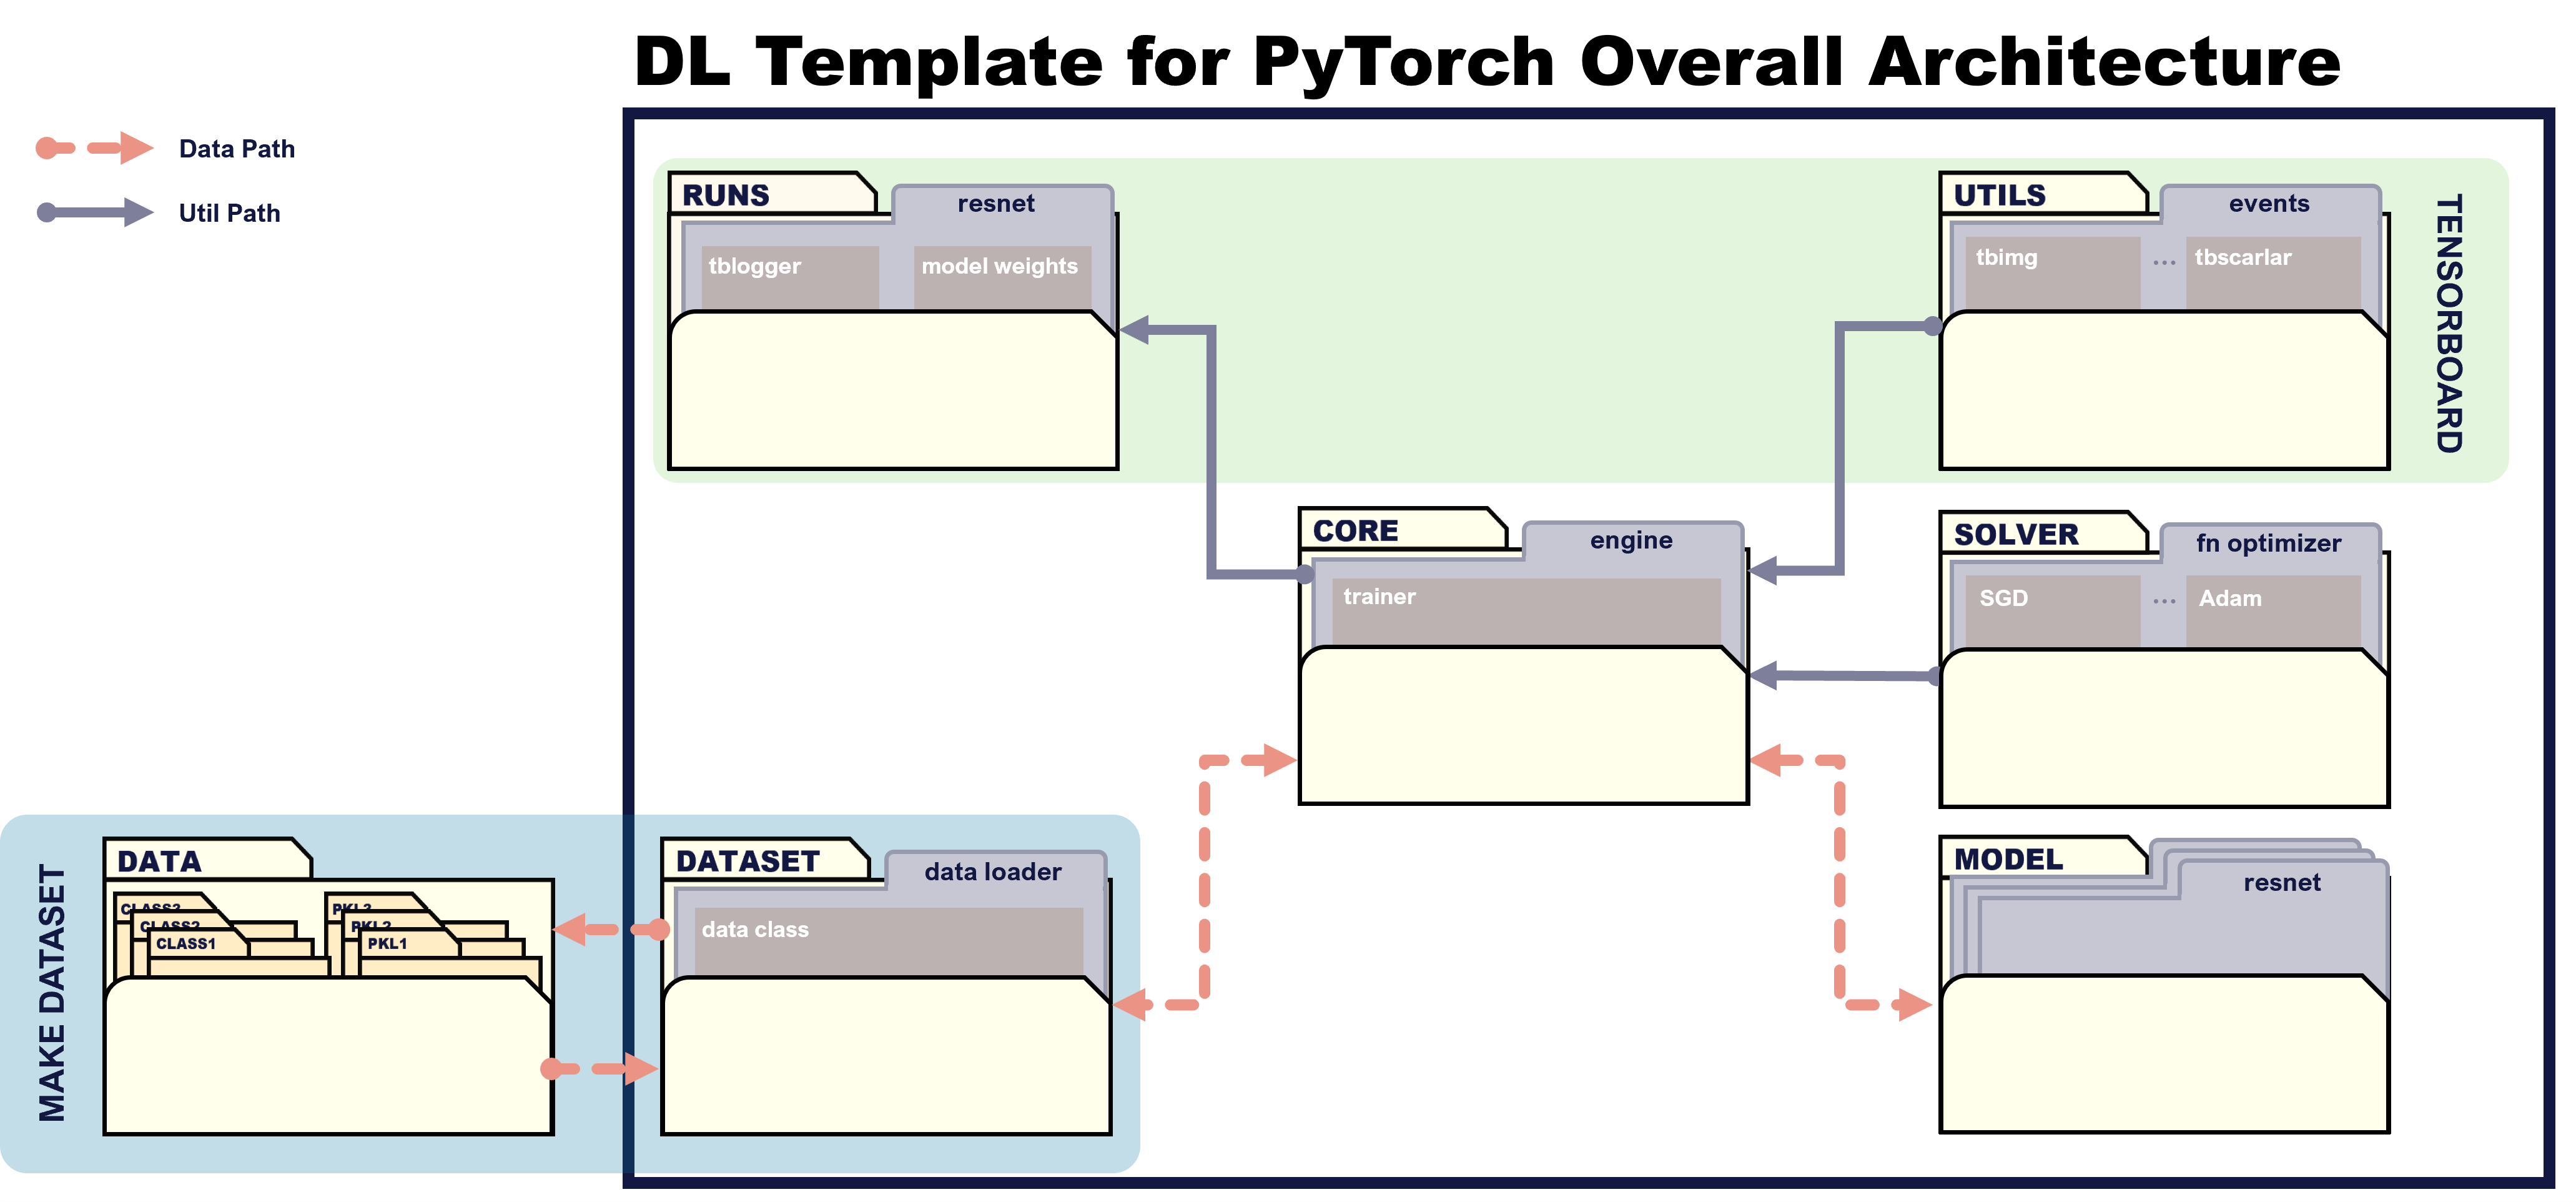 DL Template for PyTorch Overall Architecture
Data Path
Util Path
RUNS
resnet
tblogger
model weights
UTILS
events
tbimg
...
tbscarlar
TENSORBOARD
CORE
engine
trainer
SOLVER
fn optimizer
SGD
...
Adam
MAKE DATASET
DATA
CLASS3
CLASS2
CLASS1
PKL3
PKL2
PKL1
DATASET
data loader
data class
MODEL
resnet